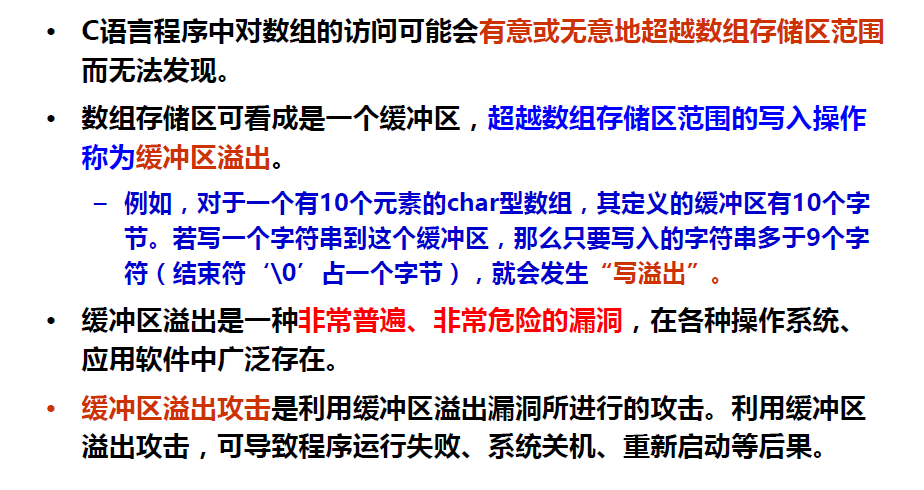 • C语言程序中对数组的访问可能会有意或无意地超越数组存储区范围
而无法发现。
• 数组存储区可看成是一个缓冲区，超越数组存储区范围的写入操作
称为缓冲区溢出。
– 例如，对于一个有10个元素的char型数组，其定义的缓冲区有10个字
节。若写一个字符串到这个缓冲区，那么只要写入的字符串多于9个字
符（结束符‘\0’占一个字节），就会发生“写溢出”。
• 缓冲区溢出是一种非常普遍、非常危险的漏洞，在各种操作系统、
应用软件中广泛存在。
• 缓冲区溢出攻击是利用缓冲区溢出漏洞所进行的攻击。利用缓冲区
溢出攻击，可导致程序运行失败、系统关机、重新启动等后果。